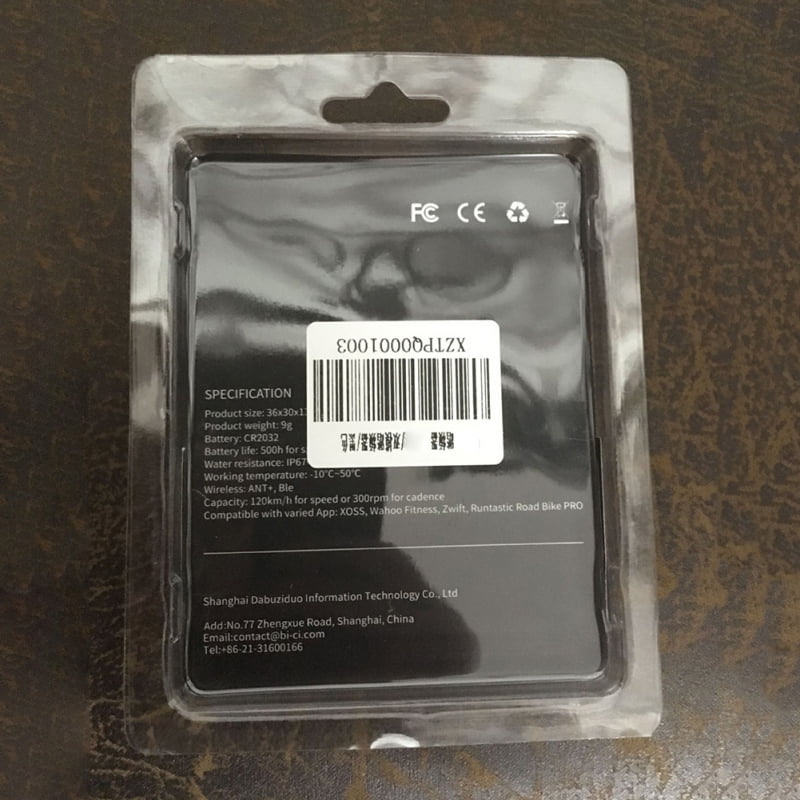 FC CE
XZTPQ00001003
SPECIFICATION
Product size: 36x30x1
Product weight: 9g
Battery: CR2032
Battery life: 500h for s
Water resistance: IP67
Working temperature: -10°C~50°C
Wireless: ANT+, Ble
Capacity: 120km/h for speed or 300rpm for cadence
Compatible with varied App: XOSS, Wahoo Fitness, Zwift, Runtastic Road Bike PRO
Shanghai Dabuziduo Information Technology Co., Ltd
Add:No.77 Zhengxue Road, Shanghai, China
Email:contact@bi-ci.com
Tel:+86-21-31600166